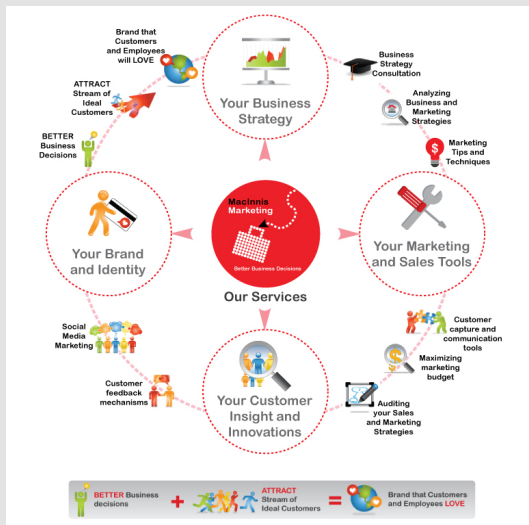 Brand that
Customers
and Employees
will LOVE
ATTRACT
Stream of
Ideal
Customers
BETTER
Business
Decisions
Your Business
Strategy
Business
Strategy
Consultation
Analyzing
Business and
Marketing
Strategies
$
Marketing
Tips and
Techniques
Your Brand
and Identity
MacInnis
Marketing
Better Business Decisions
Our Services
Your Marketing
and Sales Tools
Social
Media
Marketing
Customer
feedback
mechanisms
Your Customer
Insight and
Innovations
Customer
capture and
communication
tools
$
Maximizing
marketing
budget
Auditing
your Sales
and Marketing
Strategies
BETTER Business
decisions
+
ATTRACT
Stream of
Ideal Customers
=
Brand that Customers
and Employees LOVE